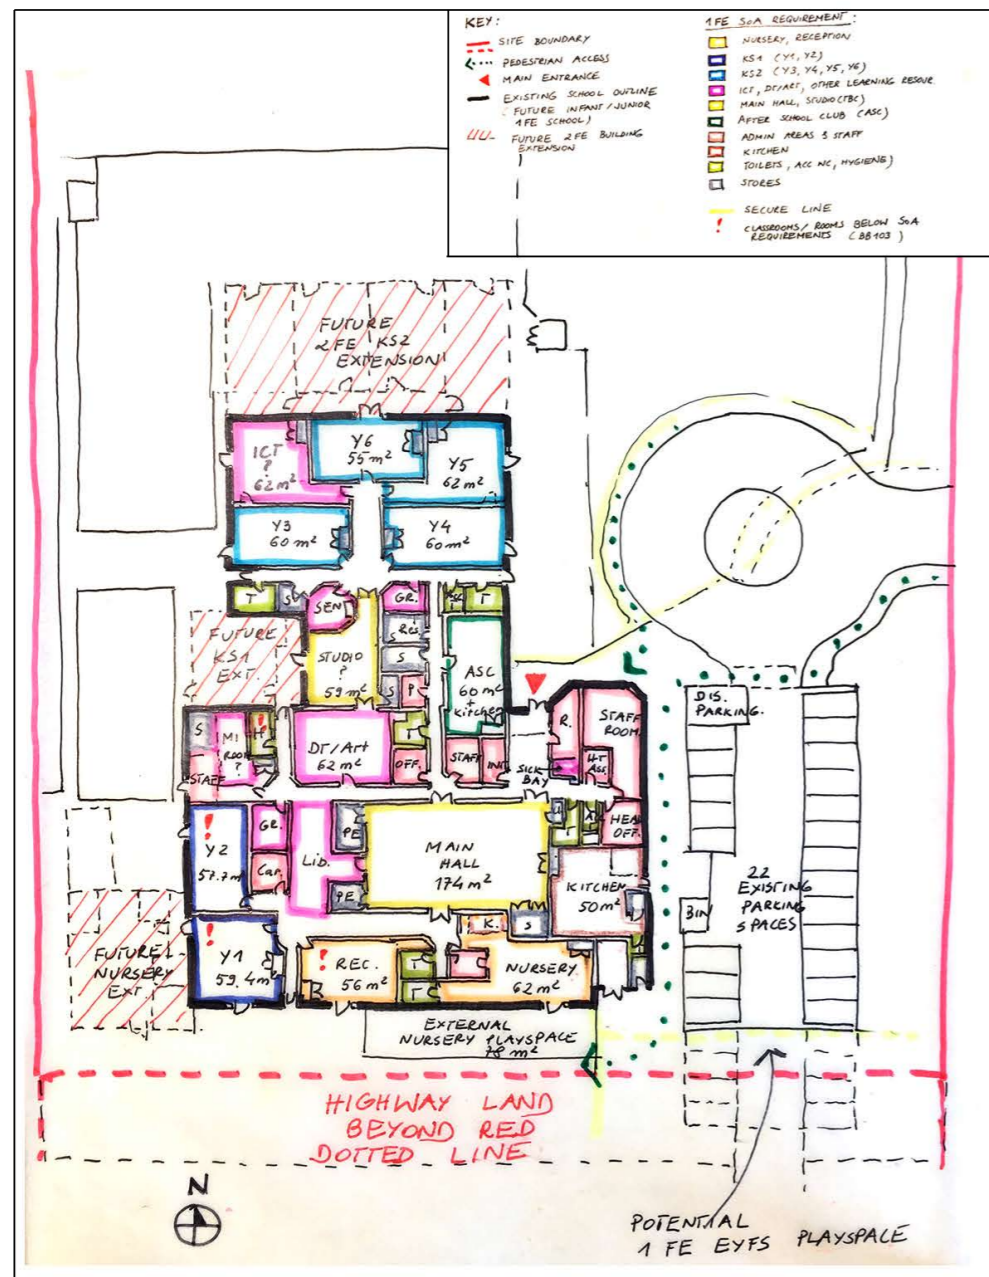 KEY:
SITE BOUNDARY
PEDESTRIAN ACCESS
MAIN ENTRANCE
EXISTING SCHOOL OUTLINE
(FUTURE INFANT/JUNIOR
1FE SCHOOL)
FUTURE 2FE BUILDING
EXTENSION
1FE SoA REQUIREMENT:
NURSERY, RECEPTION
KS1 (Y1, Y2)
KS2 (Y3, Y4, Y5, Y6)
ICT, DT/ART, OTHER LEARNING RESOUR.
MAIN HALL, STUDIO (TBC)
AFTER SCHOOL CLUB (ASC)
ADMIN AREAS & STAFF
KITCHEN
TOILETS, ACC WC, HYGIENE)
STORES
SECURE LINE
! CLASSROOMS/ROOMS BELOW SoA
REQUIREMENTS (BB103)
FUTURE
2FE KS2
EXTENSION
ICT
?
62 m²
Y6
55 m²
Y5
62 m²
Y3
60 m²
Y4
60 m²
T
S
SEN
GR.
T
FUTURE
KS1
EXT.
STUDIO
?
59 m²
Res.
S
S
S
P
ASC
60 m²
+
kitchen
R.
STAFF
ROOM.
DIS.
PARKING.
S
MI
ROOM
?
H
!
STAFF
DT/Art
62 m²
T
OFF.
STAFF
INT
SICK
BAY
HT
ASS.
!
Y2
57.7 m²
GR.
Car.
Lib.
PE
PE
MAIN
HALL
174 m²
T
HEAD
OFF.
KITCHEN
50 m²
22
EXISTING
PARKING
SPACES
BIN
K.
S
FUTURE
NURSERY
EXT.
!
Y1
59.4 m²
!
REC.
56 m²
T
T
NURSERY
62 m²
EXTERNAL
NURSERY PLAYSPACE
78 m²
HIGHWAY LAND
BEYOND RED
DOTTED LINE
N
POTENTIAL
1 FE EYFS PLAYSPACE